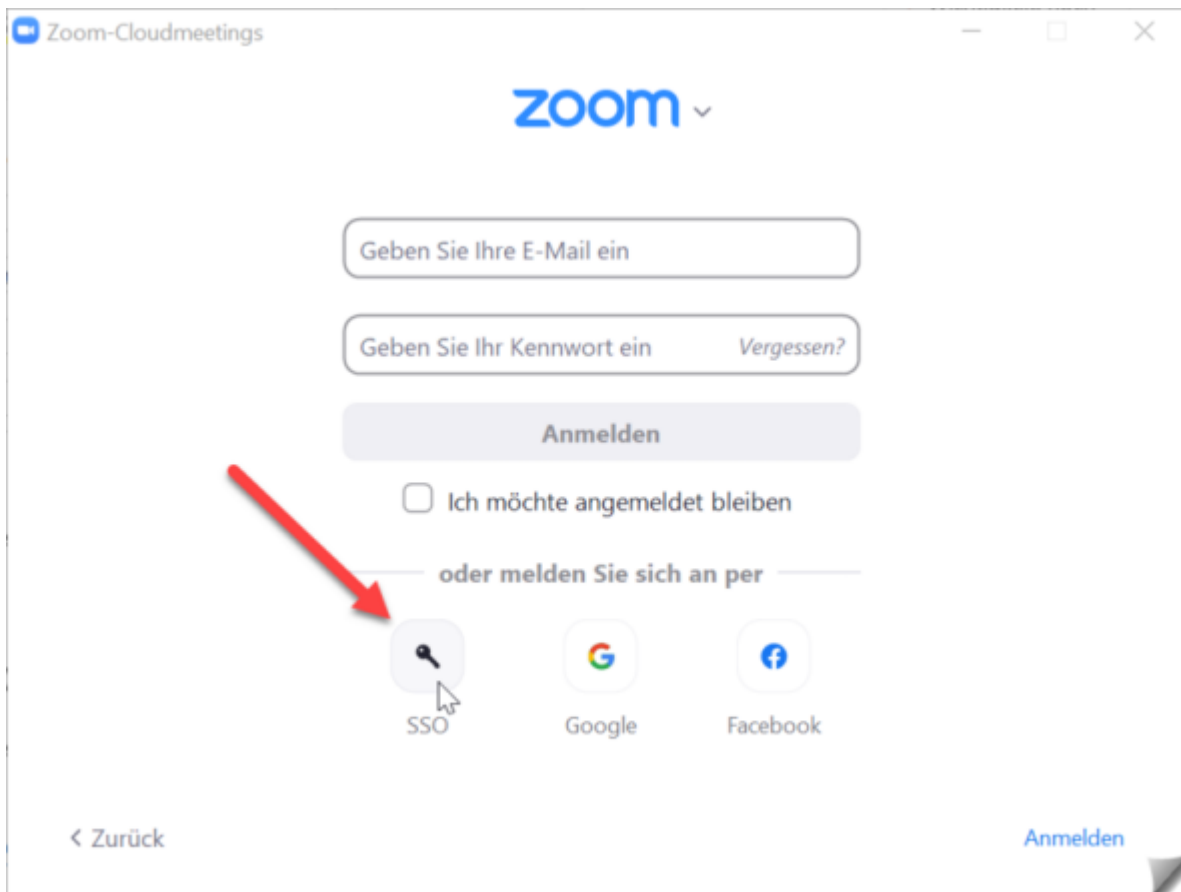 Zoom-Cloudmeetings
zoom
Geben Sie Ihre E-Mail ein
Geben Sie Ihr Kennwort ein Vergessen?
Anmelden
Ich möchte angemeldet bleiben
oder melden Sie sich an per
SSO Google Facebook
Zurück Anmelden